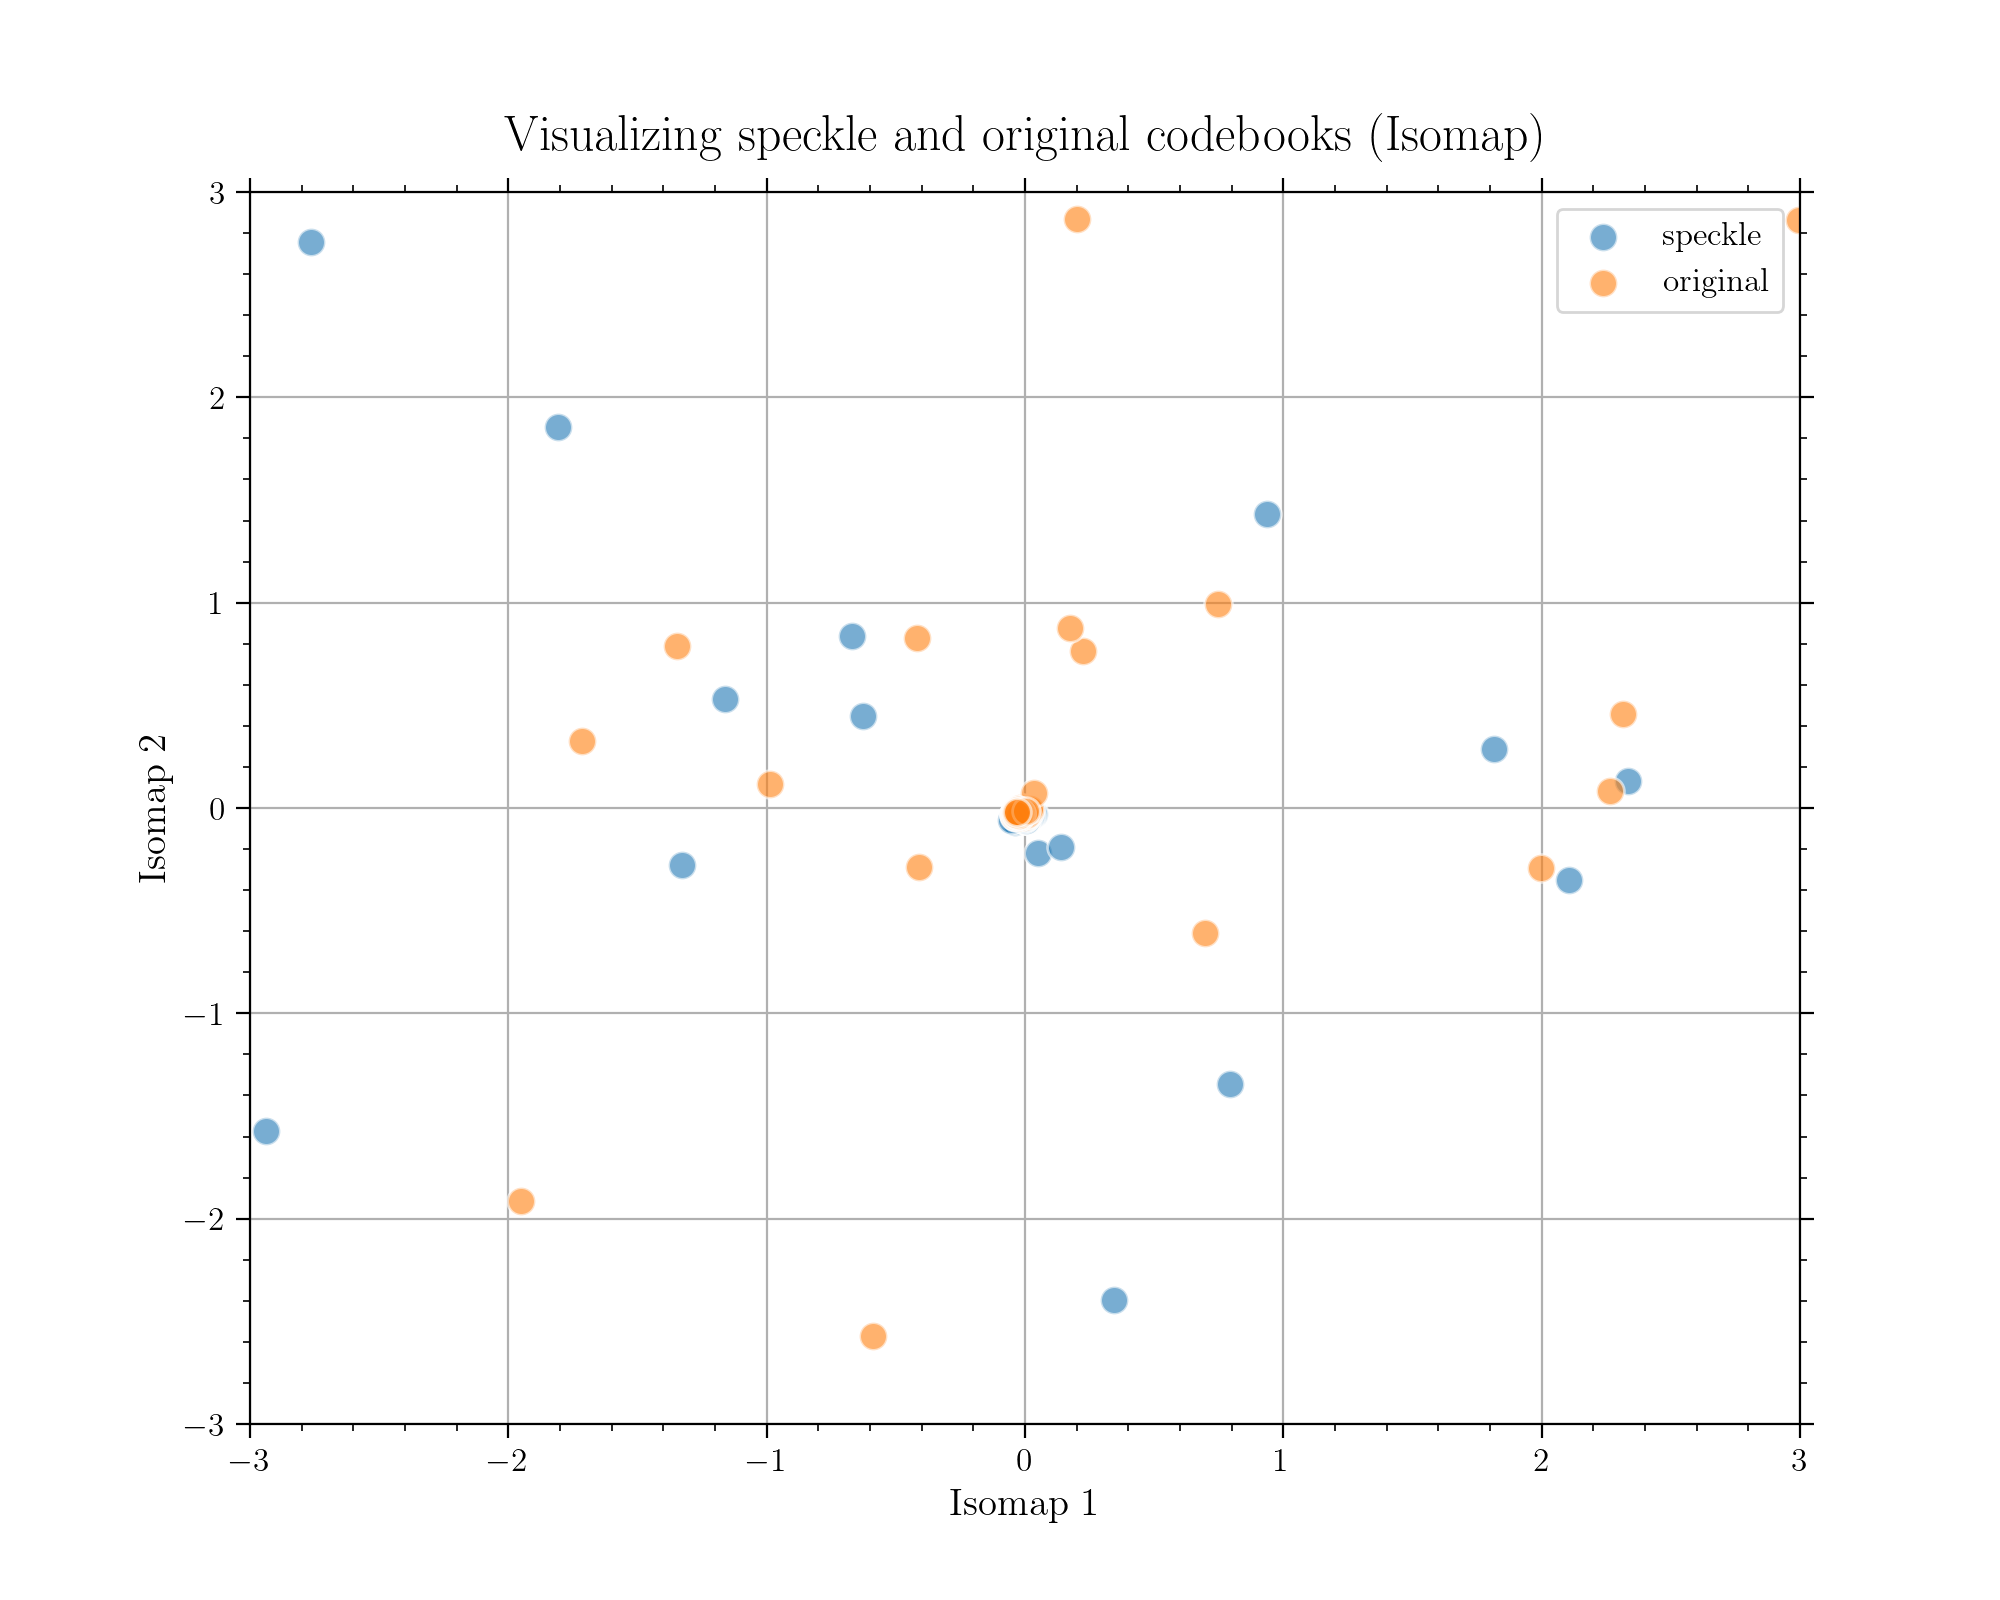 Visualizing speckle and original codebooks (Isomap)
3
speckle
original
2
1
Isomap 2
0
−1
−2
−3
−3 −2 −1 0 1 2 3
Isomap 1